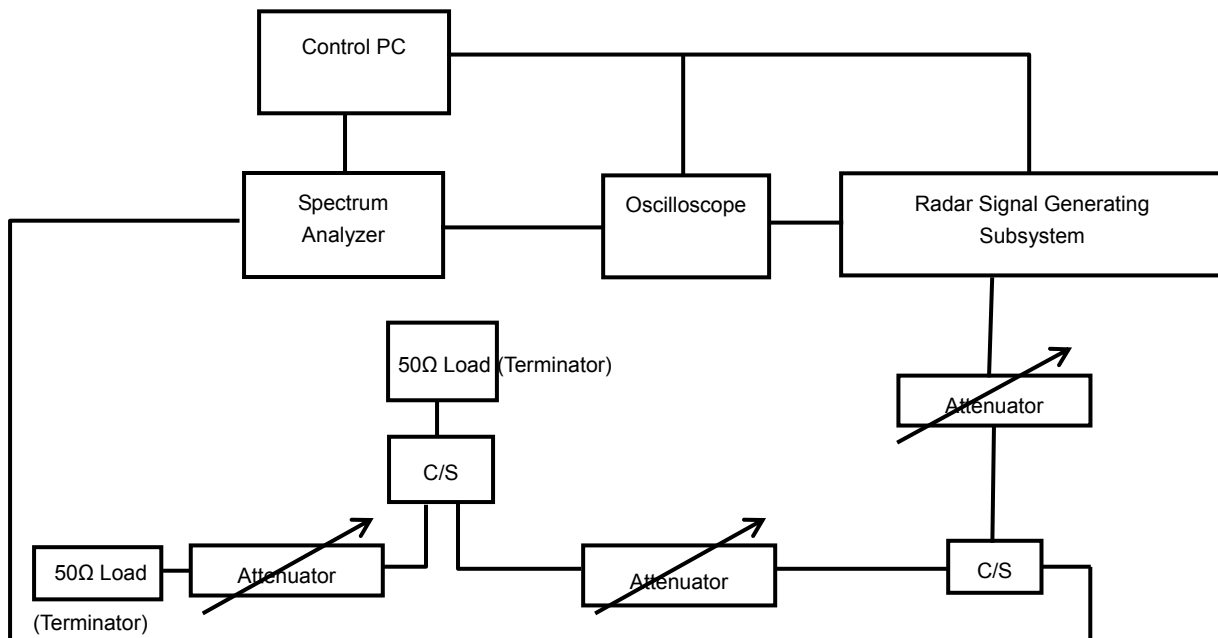 Control PC
Spectrum
Analyzer
Oscilloscope
Radar Signal Generating
Subsystem
50Ω Load (Terminator)
Attenuator
C/S
50Ω Load
(Terminator)
Attenuator
Attenuator
C/S